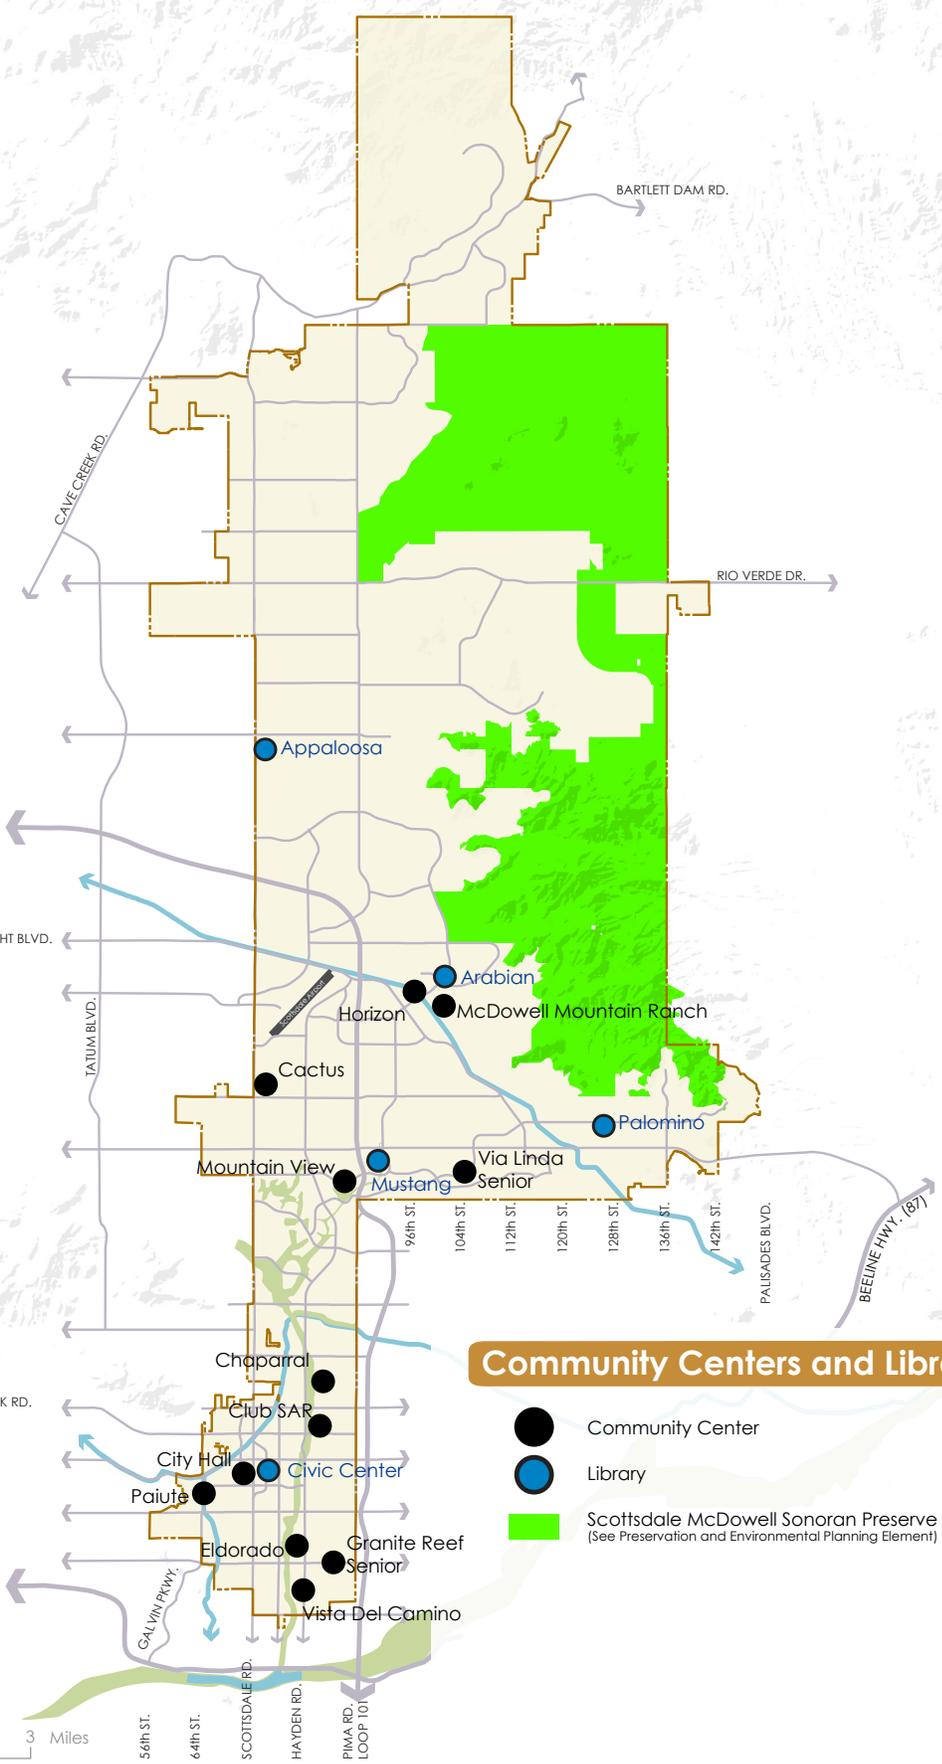 BARTLETT DAM RD.
CAVE CREEK RD.
RIO VERDE DR.
Appaloosa
HT BLVD.
Arabian
Scottsdale Airport
Horizon
McDowell Mountain Ranch
TATUM BLVD.
Cactus
Palomino
Mountain View
Via Linda
Senior
Mustang
96th ST.
104th ST.
112th ST.
120th ST.
128th ST.
136th ST.
142th ST.
PALISADES BLVD.
BEELINE HWY. (87)
Community Centers and Libr
Chaparral
K RD.
Club SAR
Community Center
City Hall
Civic Center
Library
Paiute
Scottsdale McDowell Sonoran Preserve
(See Preservation and Environmental Planning Element)
Eldorado
Granite Reef
Senior
GALVIN PKWY.
Vista Del Camino
3 Miles
56th ST.
64th ST.
SCOTTSDALE RD.
HAYDEN RD.
PIMA RD.
LOOP 101